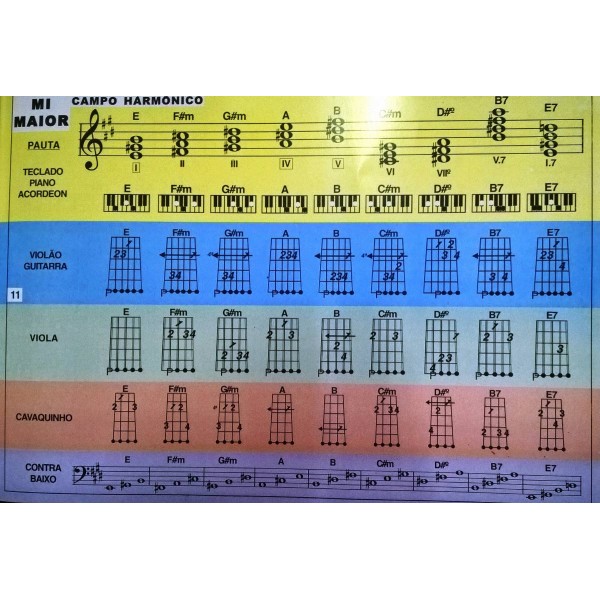 MI MAIOR
CAMPO HARMONICO
E F#m G#m A B C#m D#º B7 E7
PAUTA
I II III IV V VI VIIº V.7 I.7
TECLADO
PIANO
ACORDEON
E F#m G#m A B C#m D#º B7 E7
VIOLÃO
GUITARRA
E F#m G#m A B C#m D#º B7 E7
11
VIOLA
E F#m G#m A B C#m D#º B7 E7
CAVAQUINHO
E F#m G#m A B C#m D#º B7 E7
CONTRA
BAIXO
E F#m G#m A B C#m D#º B7 E7